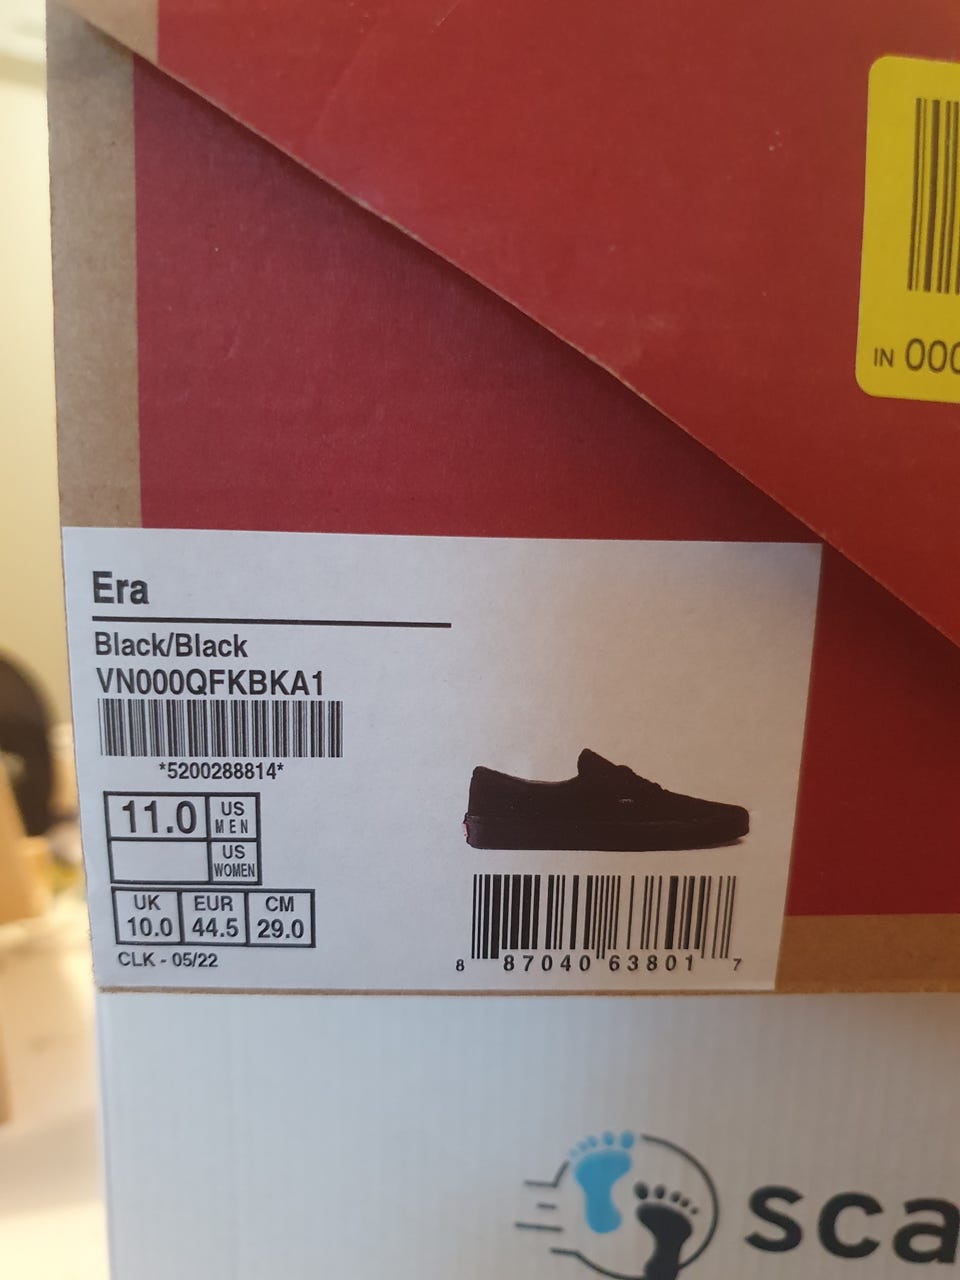 IN 000
Era
Black/Black
VN000QFKBKA1
*5200288814*
11.0 US MEN
US WOMEN
UK EUR CM
10.0 44.5 29.0
CLK - 05/22
8 87040 63801 7
sca